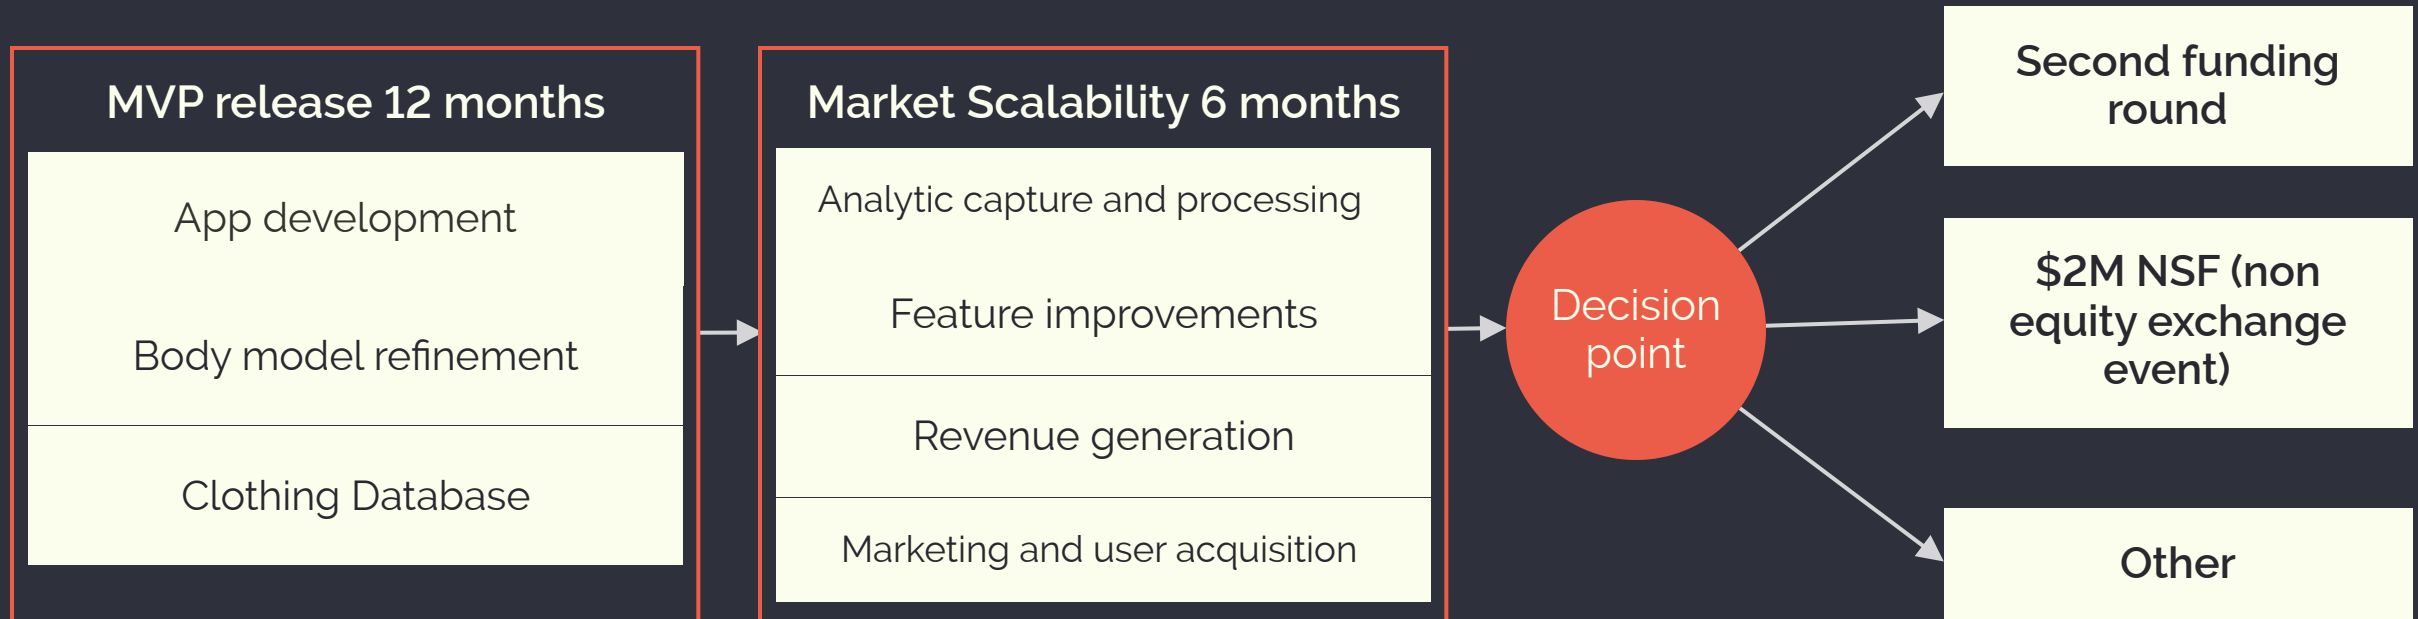 MVP release 12 months
App development
Body model refinement
Clothing Database
Market Scalability 6 months
Analytic capture and processing
Feature improvements
Revenue generation
Marketing and user acquisition
Decision
point
Second funding
round
$2M NSF (non
equity exchange
event)
Other